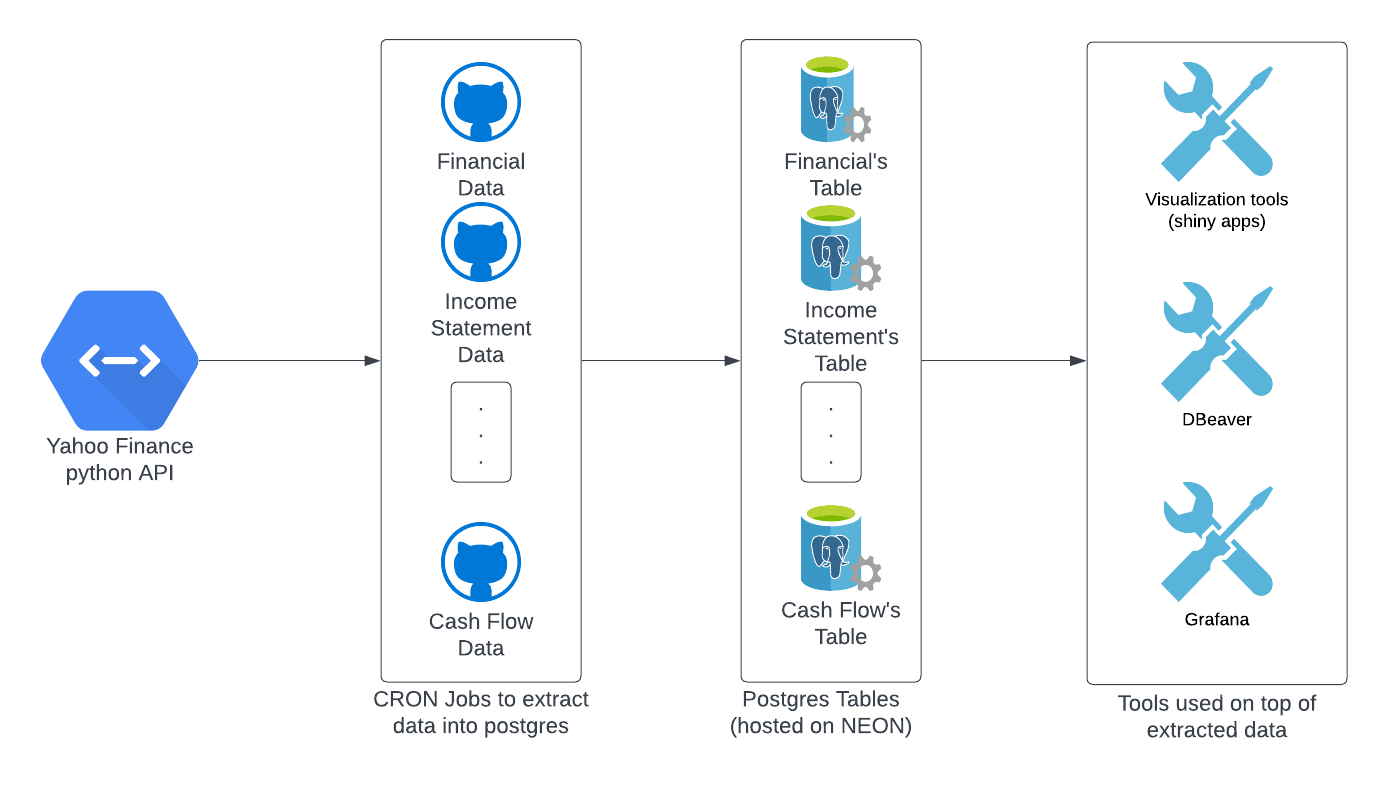 Yahoo Finance
python API
Financial
Data
Income
Statement
Data
.
.
.
Cash Flow
Data
CRON Jobs to extract
data into postgres
Financial's
Table
Income
Statement's
Table
.
.
.
Cash Flow's
Table
Postgres Tables
(hosted on NEON)
Visualization tools
(shiny apps)
DBeaver
Grafana
Tools used on top of
extracted data